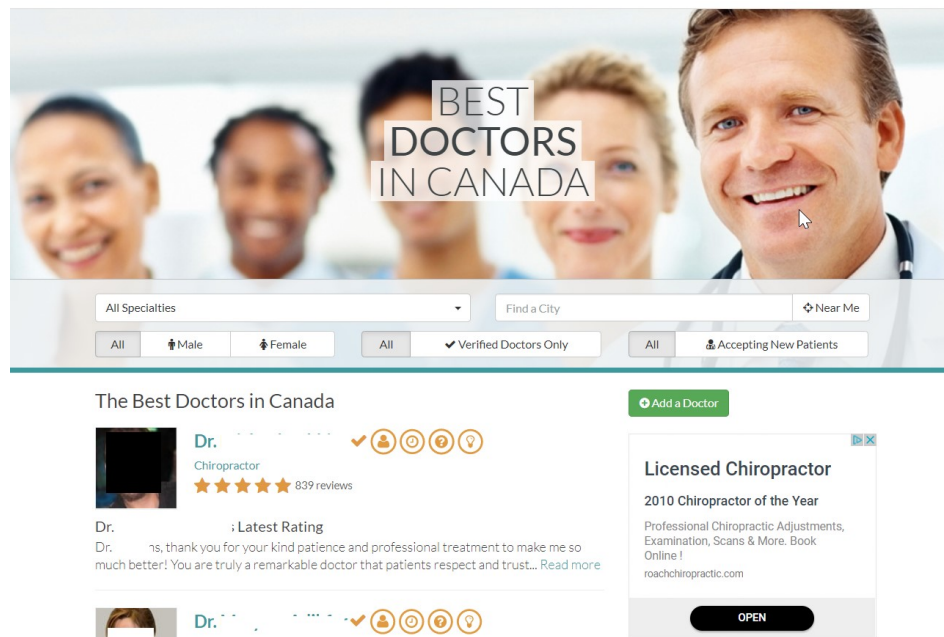 BEST
DOCTORS
IN CANADA
All Specialties
Find a City
Near Me
All
Male
Female
All
Verified Doctors Only
All
Accepting New Patients
The Best Doctors in Canada
Add a Doctor
Dr.
Chiropractor
839 reviews
Dr. Latest Rating
Dr. thank you for your kind patience and professional treatment to make me so
much better! You are truly a remarkable doctor that patients respect and trust... Read more
Dr.
Licensed Chiropractor
2010 Chiropractor of the Year
Professional Chiropractic Adjustments,
Examination, Scans & More. Book
Online !
roachchiropractic.com
OPEN